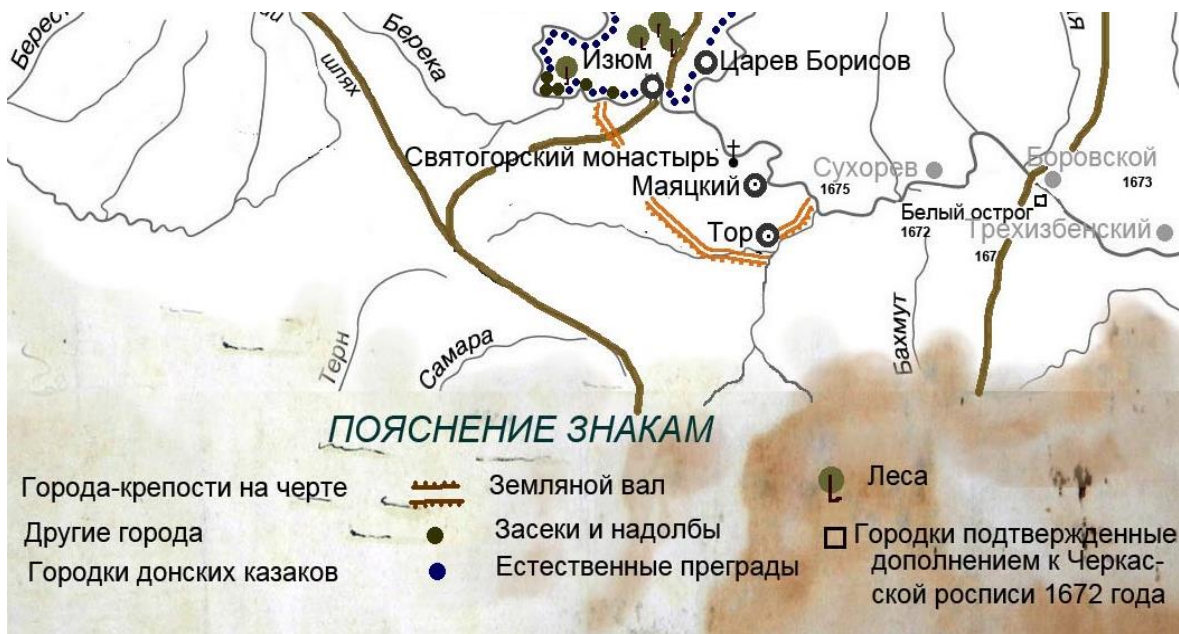 шлях
Берека
Изюм
Царев Борисов
Святогорский монастырь
Маяцкий
Сухорев
1675
Боровской
1673
Белый острог
1672
Трехизбенский
167
Тор
Терн
Самара
Бахмут
ПОЯСНЕНИЕ ЗНАКАМ
Города-крепости на черте
Другие города
Городки донских казаков
Земляной вал
Засеки и надолбы
Естественные преграды
Леса
Городки подтвержденные
дополнением к Черкас-
ской росписи 1672 года